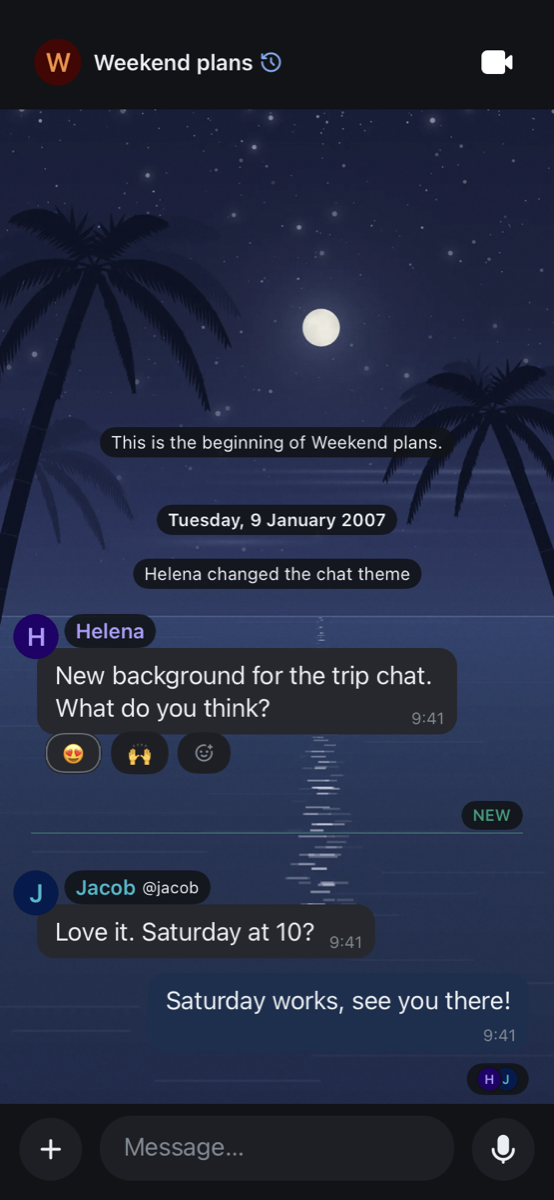 W Weekend plans
This is the beginning of Weekend plans.
Tuesday, 9 January 2007
Helena changed the chat theme
H Helena
New background for the trip chat.
What do you think?
9:41
NEW
J Jacob @jacob
Love it. Saturday at 10? 9:41
Saturday works, see you there!
9:41
H J
Message...